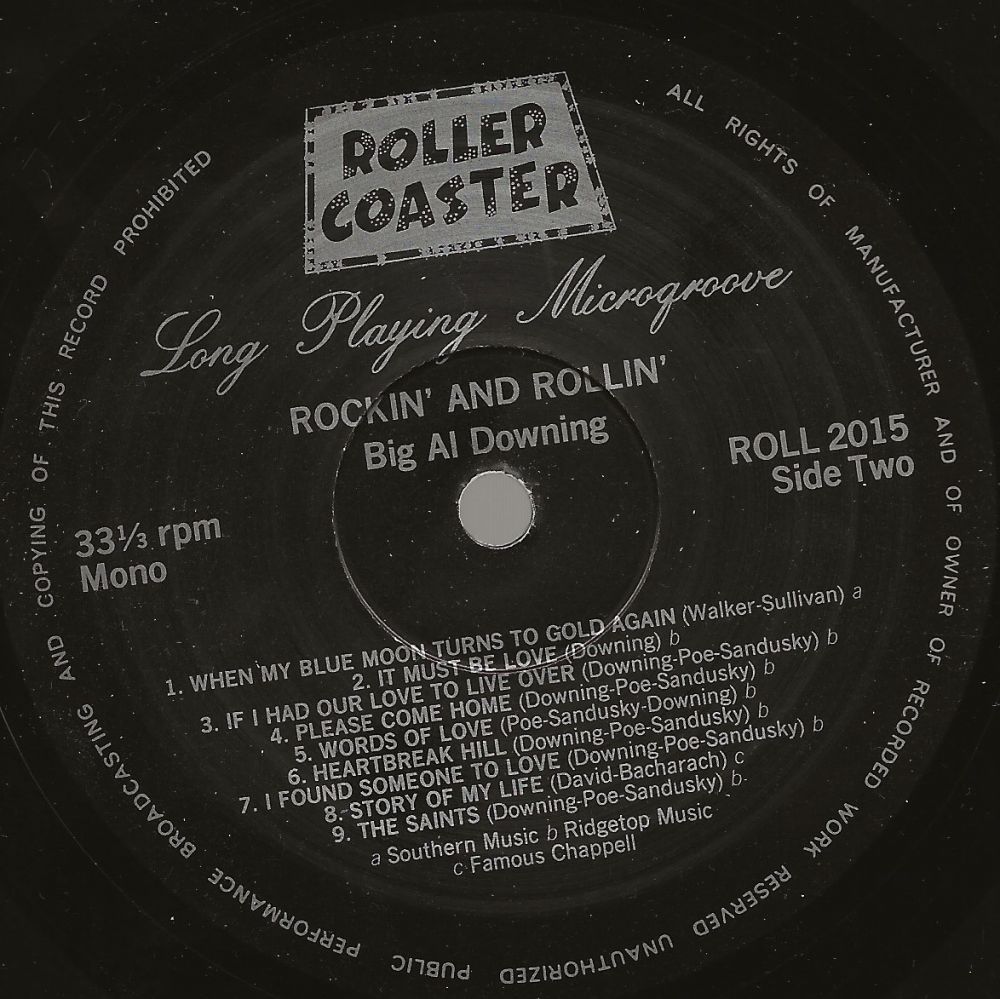 ROLLER
COASTER
Long Playing Microgroove
ROCKIN' AND ROLLIN'
Big Al Downing
ROLL 2015
Side Two
33⅓ rpm
Mono
1. WHEN MY BLUE MOON TURNS TO GOLD AGAIN (Walker-Sullivan) a
2. IT MUST BE LOVE (Downing) b
3. IF I HAD OUR LOVE TO LIVE OVER (Downing-Poe-Sandusky) b
4. PLEASE COME HOME (Downing-Poe-Sandusky) b
5. WORDS OF LOVE (Poe-Sandusky-Downing) b
6. HEARTBREAK HILL (Downing-Poe-Sandusky) b
7. I FOUND SOMEONE TO LOVE (Downing-Poe-Sandusky) b
8. STORY OF MY LIFE (David-Bacharach) c
9. THE SAINTS (Downing-Poe-Sandusky) b
a Southern Music b Ridgetop Music
c Famous Chappell
ALL RIGHTS OF MANUFACTURER AND OF OWNER OF RECORDED WORK RESERVED UNAUTHORIZED PUBLIC PERFORMANCE BROADCASTING AND COPYING OF THIS RECORD PROHIBITED